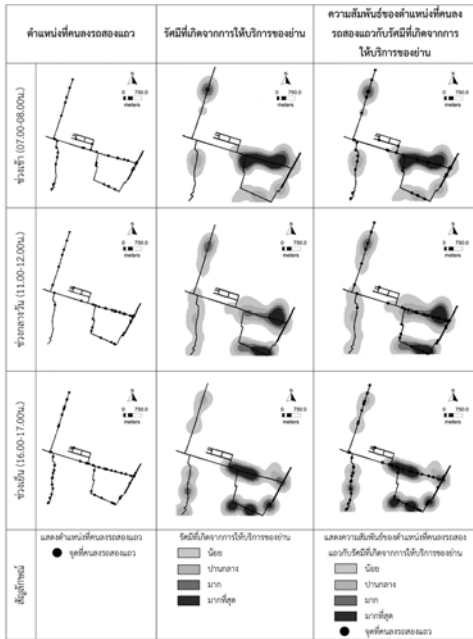 ตำแหน่งที่คนลงรถสองแถว
รัศมีที่เกิดจากการให้บริการของย่าน
ความสัมพันธ์ของตำแหน่งที่คนลง
รถสองแถวกับรัศมีที่เกิดจากการ
ให้บริการของย่าน
ช่วงเช้า (07.00-08.00น.)
N
0 750.0
meters
N
0 750.0
meters
N
0 750.0
meters
ช่วงกลางวัน (11.00-12.00น.)
N
0 750.0
meters
N
0 750.0
meters
N
0 750.0
meters
ช่วงเย็น (16.00-17.00น.)
N
0 750.0
meters
N
0 750.0
meters
N
0 750.0
meters
สัญลักษณ์
แสดงตำแหน่งที่คนลงรถสองแถว
จุดที่คนลงรถสองแถว
รัศมีที่เกิดจากการให้บริการของย่าน
น้อย
ปานกลาง
มาก
มากที่สุด
แสดงความสัมพันธ์ของตำแหน่งที่คนลงรถสอง
แถวกับรัศมีที่เกิดจากการให้บริการของย่าน
น้อย
ปานกลาง
มาก
มากที่สุด
จุดที่คนลงรถสองแถว